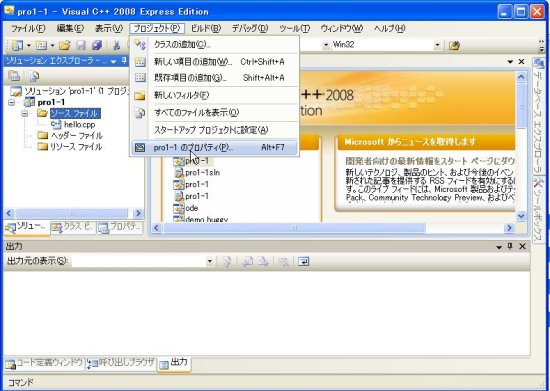 pro1-1 - Visual C++ 2008 Express Edition
ファイル(F) 編集(E) 表示(V) プロジェクト(P) ビルド(B) デバッグ(D) ツール(T) ウィンドウ(W) ヘルプ(H)
Win32
ソリューション エクスプローラー - ...
ソリューション 'pro1-1' (1 プロジ
pro1-1
ソース ファイル
hello.cpp
ヘッダー ファイル
リソース ファイル
クラスの追加(C)...
新しい項目の追加(W)... Ctrl+Shift+A
既存項目の追加(G)... Shift+Alt+A
新しいフィルタ(F)
すべてのファイルを表示(O)
スタートアップ プロジェクトに設定(A)
pro1-1 のプロパティ(P)... Alt+F7
++ 2008
ition
pro1-1
pro1-1sln
pro1-1
pro1-1
ode
demo buggy
Microsoft からニュースを取得します
開発者向けの最新情報をスタート ページにダウ
新しいテクノロジ、製品のヒント、および今後のイベン
新された記事を提供する RSS フィードを有効にする(
す。このライブ フィードには、Microsoft 製品および
Pack、Community Technology Preview、およびベ
データベース エクスプローラ
ツールボックス
ソリュー...
クラス ビ...
プロパテ...
出力
出力元の表示(S):
コード定義ウィンドウ
呼び出しブラウザ
出力
コマンド